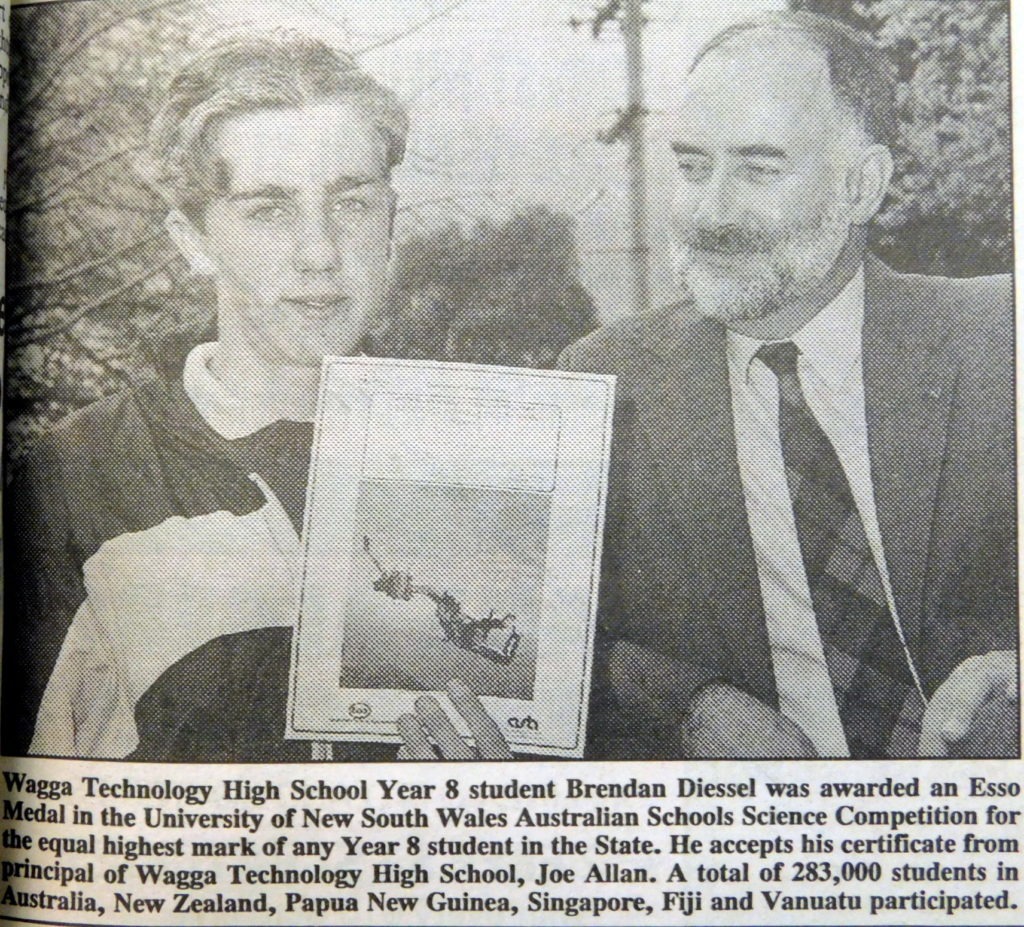 Wagga Technology High School Year 8 student Brendan Diessel was awarded an Esso
Medal in the University of New South Wales Australian Schools Science Competition for
the equal highest mark of any Year 8 student in the State. He accepts his certificate from
principal of Wagga Technology High School, Joe Allan. A total of 283,000 students in
Australia, New Zealand, Papua New Guinea, Singapore, Fiji and Vanuatu participated.